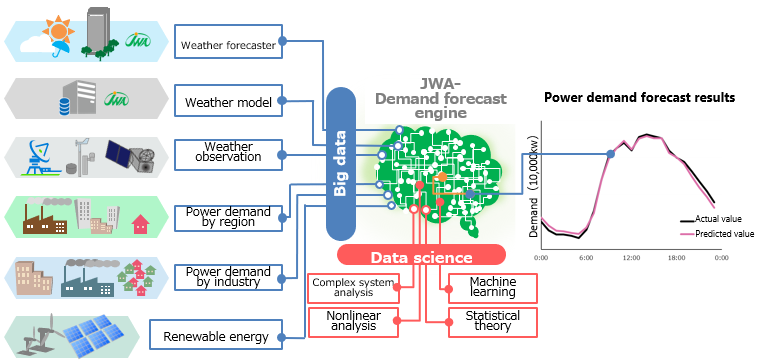 JWA
Weather forecaster
JWA
Weather model
Weather
observation
Power demand
by region
Power demand
by industry
Renewable energy
Big data
JWA-
Demand forecast
engine
Data science
Complex system
analysis
Machine
learning
Nonlinear
analysis
Statistical
theory
Power demand forecast results
Demand (10,000kw)
Actual value
Predicted value
0:00
6:00
12:00
18:00
0:00